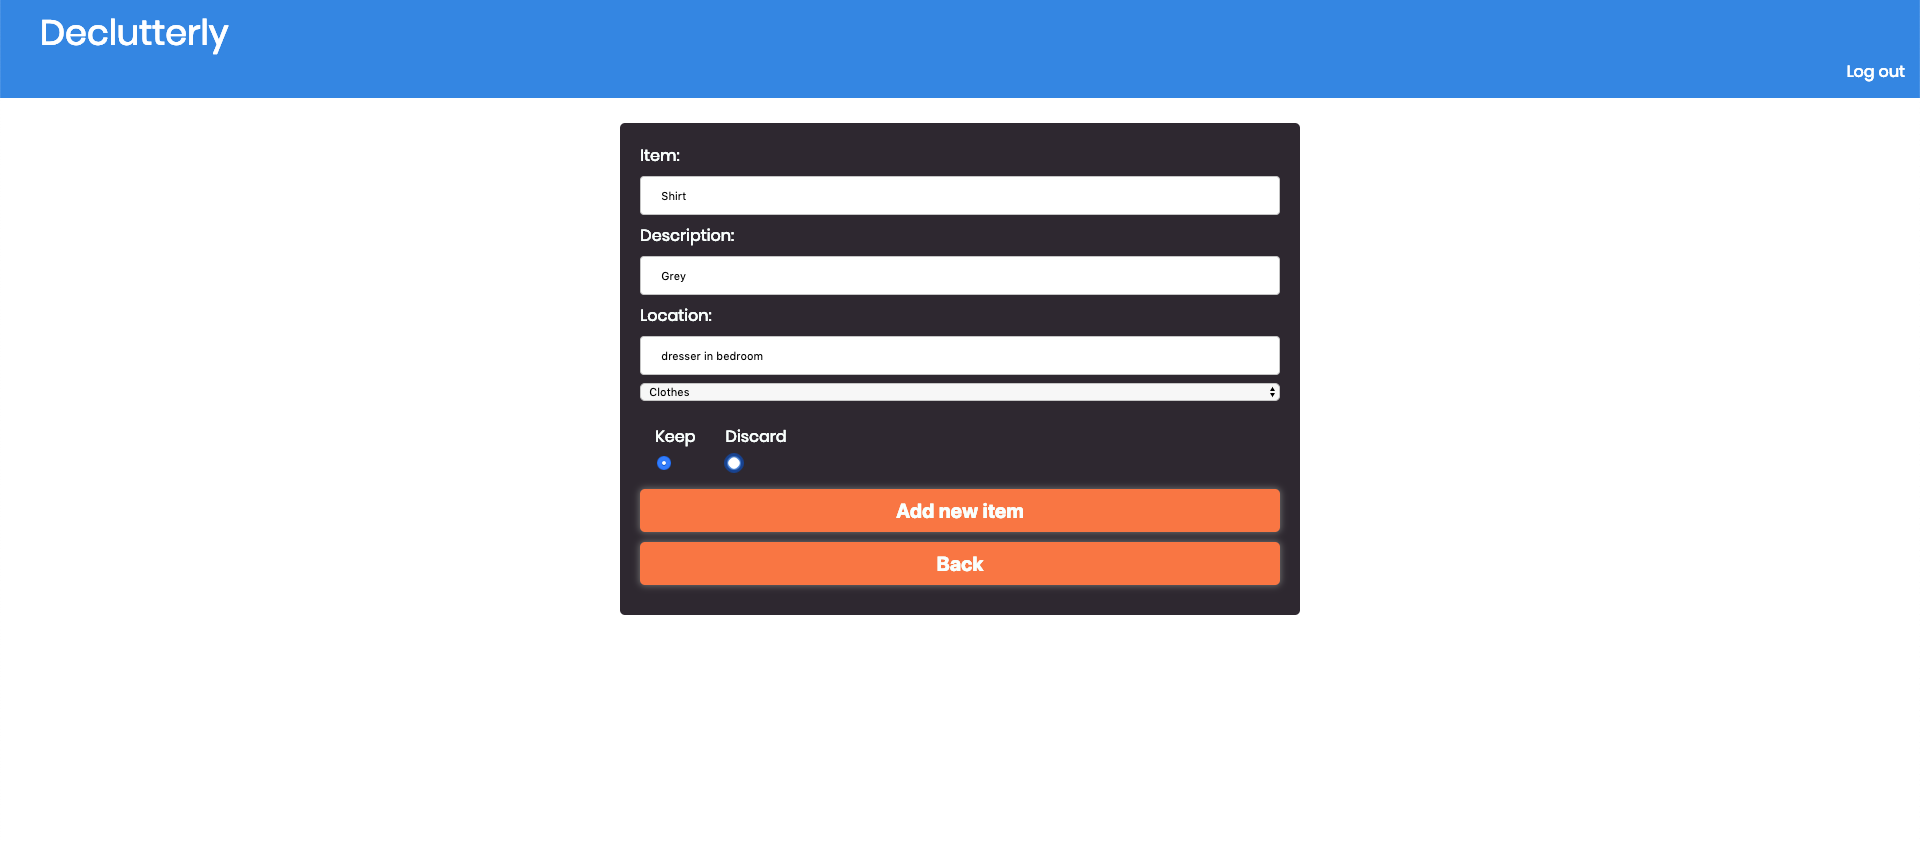 Declutterly
Log out
Item:
Shirt
Description:
Grey
Location:
dresser in bedroom
Clothes
Keep Discard
Add new item
Back